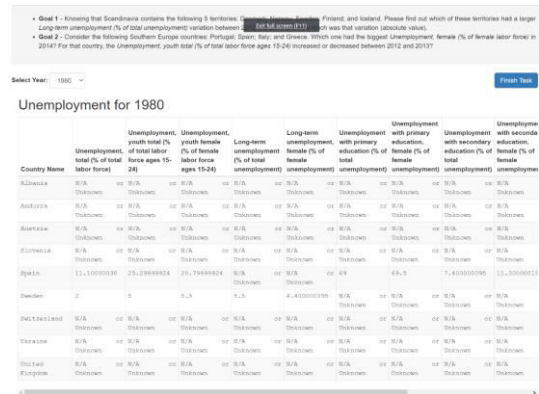 • Goal 1 - Knowing that Scandinavia contains the following 5 territories: Finland; and Iceland. Please find out which of these territories had a larger
Long-term unemployment (% of total unemployment) variation between 2 Exit full screen (F11) ch was that variation (absolute value).
• Goal 2 - Consider the following Southern Europe countries: Portugal; Spain; Italy; and Greece. Which one had the biggest Unemployment, female (% of female labor force) in
2014? For that country, the Unemployment, youth total (% of total labor force ages 15-24) increased or decreased between 2012 and 2013?
Select Year: 1980 Finish Task
Unemployment for 1980
Country Name
Unemployment, total (% of total labor force)
Unemployment, youth total (% of total labor force ages 15-24)
Unemployment, youth female (% of female labor force ages 15-24)
Long-term unemployment (% of total unemployment)
Long-term unemployment, female (% of female unemployment)
Unemployment with primary education (% of total unemployment)
Unemployment with primary education, female (% of female unemployment)
Unemployment with secondary education (% of total unemployment)
Unemployme with seconda education, female (% of female unemploymen
Albania N/A or Unknown N/A or Unknown N/A or Unknown N/A or Unknown N/A or Unknown N/A or Unknown N/A or Unknown N/A or Unknown N/A Unknown
Andorra N/A or Unknown N/A or Unknown N/A or Unknown N/A or Unknown N/A or Unknown N/A or Unknown N/A or Unknown N/A or Unknown N/A Unknown
Austria N/A or Unknown N/A or Unknown N/A or Unknown N/A or Unknown N/A or Unknown N/A or Unknown N/A or Unknown N/A or Unknown N/A Unknown
Slovenia N/A or Unknown N/A or Unknown N/A or Unknown N/A or Unknown N/A or Unknown N/A or Unknown N/A or Unknown N/A or Unknown N/A Unknown
Spain 11.10000038 25.29999924 28.79999924 N/A or Unknown N/A or Unknown 69 69.5 7.400000095
Sweden 2 5 5.5 5.5 4.400000095 N/A or Unknown N/A or Unknown N/A or Unknown N/A Unknown
Switzerland N/A or Unknown N/A or Unknown N/A or Unknown N/A or Unknown N/A or Unknown N/A or Unknown N/A or Unknown N/A or Unknown N/A Unknown
Ukraine N/A or Unknown N/A or Unknown N/A or Unknown N/A or Unknown N/A or Unknown N/A or Unknown N/A or Unknown N/A or Unknown N/A Unknown
United Kingdom N/A or Unknown N/A or Unknown N/A or Unknown N/A or Unknown N/A or Unknown N/A or Unknown N/A or Unknown N/A or Unknown N/A Unknown